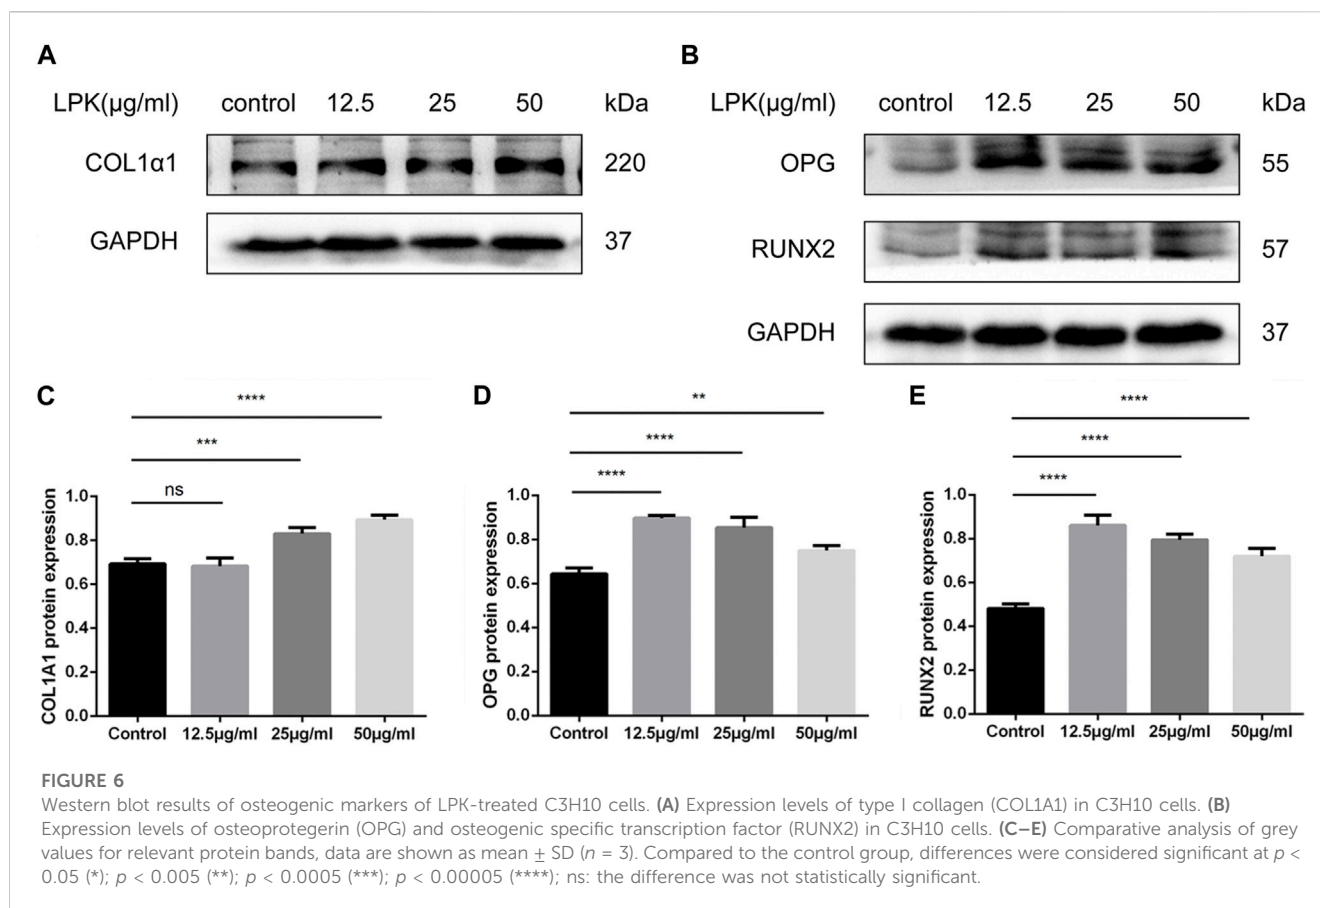 A
LPK(µg/ml) control 12.5 25 50 kDa
COL1α1 220
GAPDH 37
B
LPK(µg/ml) control 12.5 25 50 kDa
OPG 55
RUNX2 57
GAPDH 37
C
****
***
ns
COL1A1 protein expression
1.0
0.8
0.6
0.4
0.2
0.0
Control 12.5µg/ml 25µg/ml 50µg/ml
D
**
****
****
OPG protein expression
1.0
0.8
0.6
0.4
0.2
0.0
Control 12.5µg/ml 25µg/ml 50µg/ml
E
****
****
****
RUNX2 protein expression
1.0
0.8
0.6
0.4
0.2
0.0
Control 12.5µg/ml 25µg/ml 50µg/ml
FIGURE 6
Western blot results of osteogenic markers of LPK-treated C3H10 cells. (A) Expression levels of type I collagen (COL1A1) in C3H10 cells. (B)
Expression levels of osteoprotegerin (OPG) and osteogenic specific transcription factor (RUNX2) in C3H10 cells. (C–E) Comparative analysis of grey
values for relevant protein bands, data are shown as mean ± SD (n = 3). Compared to the control group, differences were considered significant at p <
0.05 (*); p < 0.005 (**); p < 0.0005 (***); p < 0.00005 (****); ns: the difference was not statistically significant.